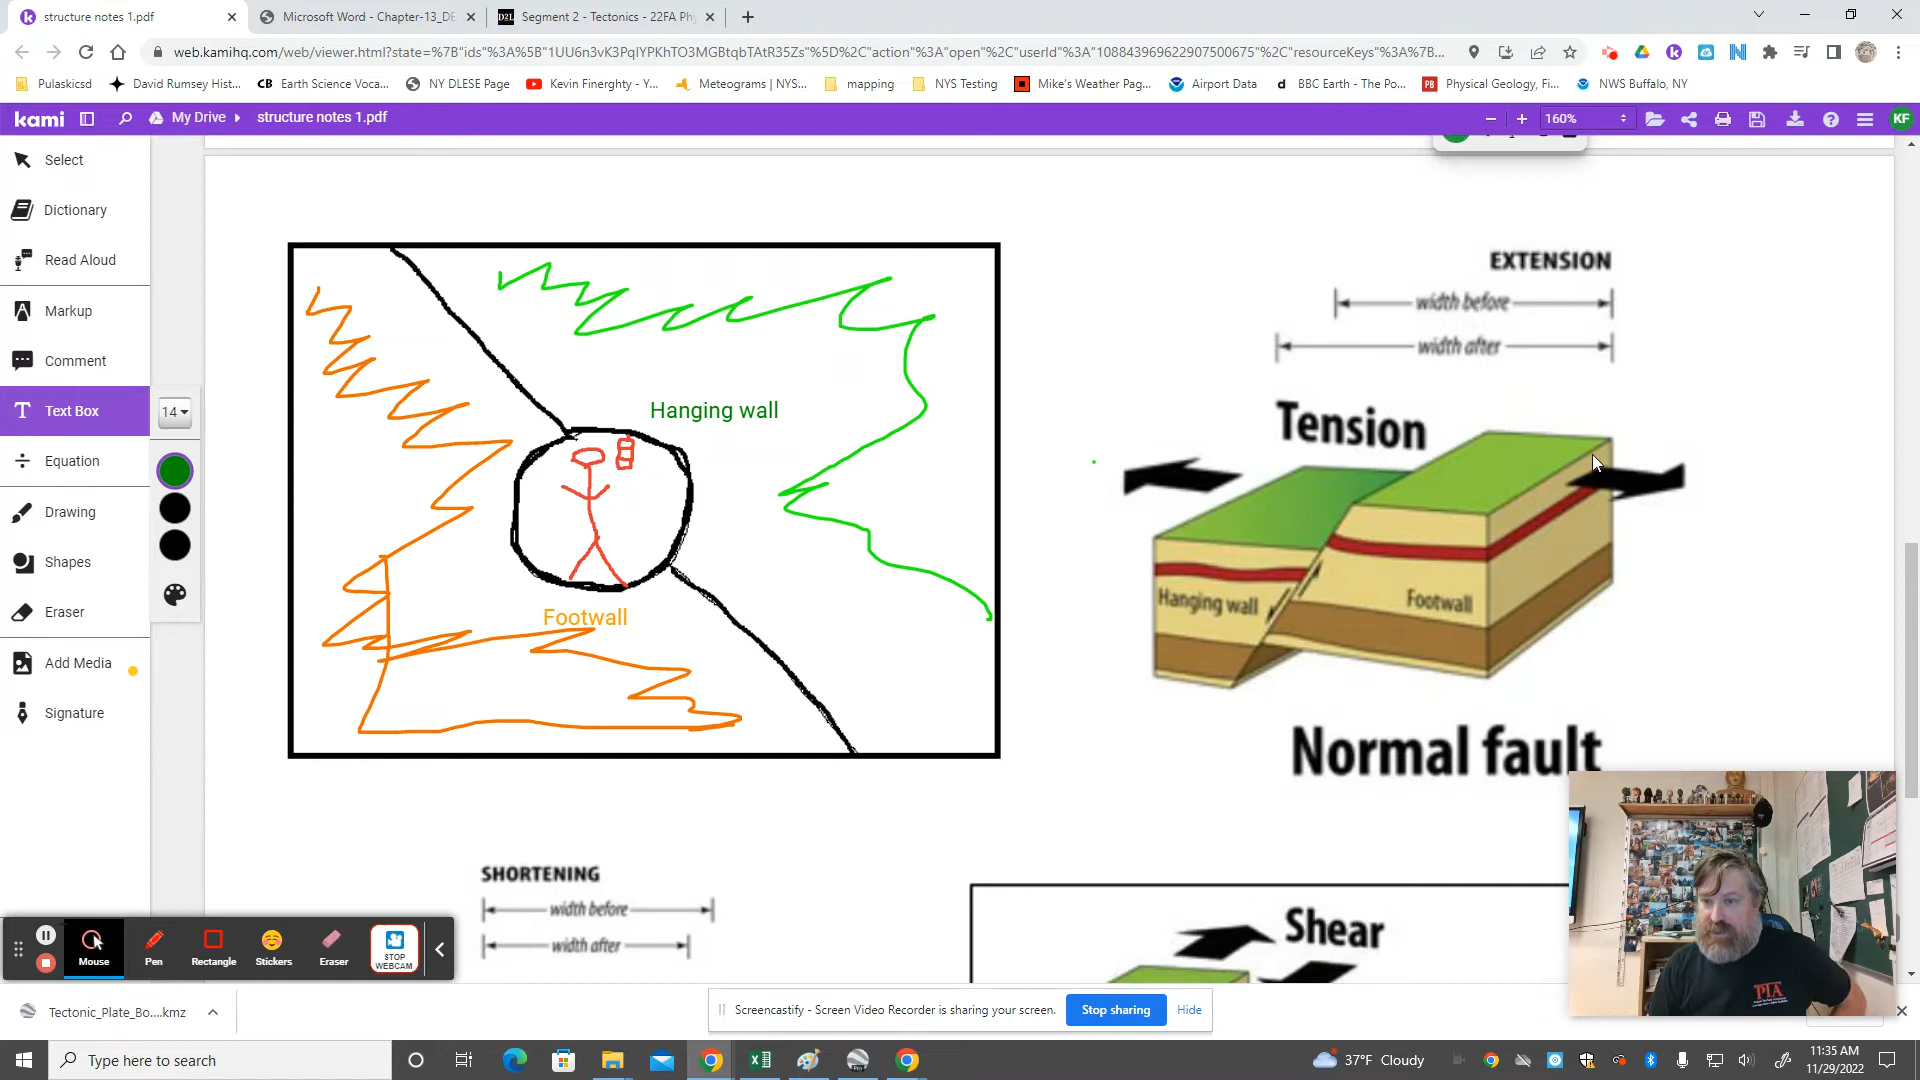 structure notes 1.pdf
Microsoft Word - Chapter-13_DE
D2L
Segment 2 - Tectonics - 22FA Phy
web.kamihq.com/web/viewer.html?state=%7B"ids"%3A%5B"1UU6n3vK3PqIYPKhTO3MGBtqbTAtR35Zs"%5D%2C"action"%3A"open"%2C"userId"%3A"108843969622907500675"%2C"resourceKeys"%3A%7B...
Pulaskicsd
David Rumsey Hist...
CB Earth Science Voca...
NY DLESE Page
Kevin Finerghty - Y...
Meteograms | NYS...
mapping
NYS Testing
Mike's Weather Pag...
Airport Data
d BBC Earth - The Po...
PB Physical Geology, Fi...
NWS Buffalo, NY
kami
My Drive
structure notes 1.pdf
160%
KF
Select
Dictionary
Read Aloud
Markup
Comment
Text Box
14
Equation
Drawing
Shapes
Eraser
Add Media
Signature
Hanging wall
Footwall
EXTENSION
width before
width after
Tension
Hanging wall
Footwall
Normal fault
SHORTENING
width before
width after
Shear
Mouse
Pen
Rectangle
Stickers
Eraser
STOP
WEBCAM
PIA
Tectonic_Plate_Bo....kmz
Screencastify - Screen Video Recorder is sharing your screen.
Stop sharing
Hide
Type here to search
37°F Cloudy
11:35 AM
11/29/2022